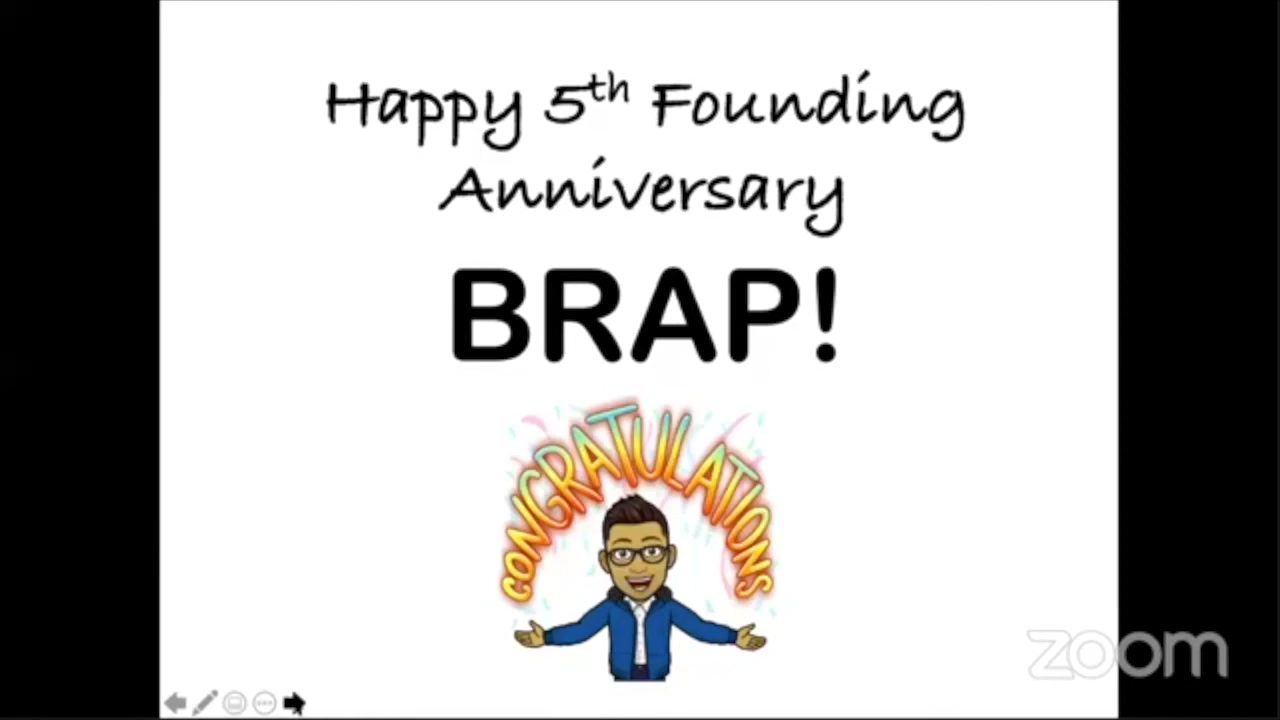 Happy 5th Founding
Anniversary
BRAP!
CONGRATULATIONS
zoom